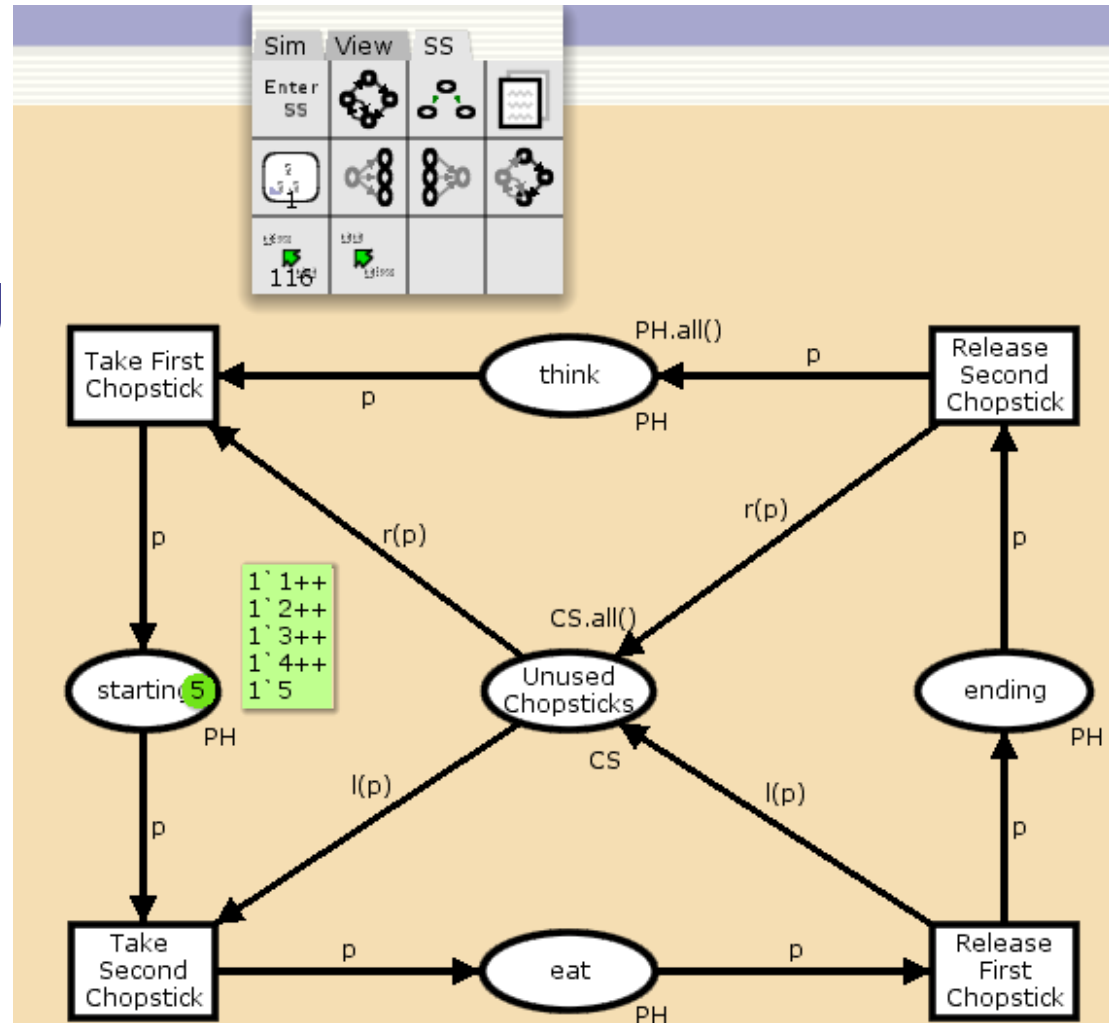 Sim View SS
Enter
SS
1
116
PH.all()
Take First
Chopstick
think
p
Release
Second
Chopstick
p
PH
r(p)
r(p)
p
p
1`1++
1`2++
1`3++
1`4++
1`5
CS.all()
Unused
Chopsticks
starting
5
ending
PH
PH
CS
l(p)
l(p)
p
p
Take
Second
Chopstick
p
eat
p
Release
First
Chopstick
PH